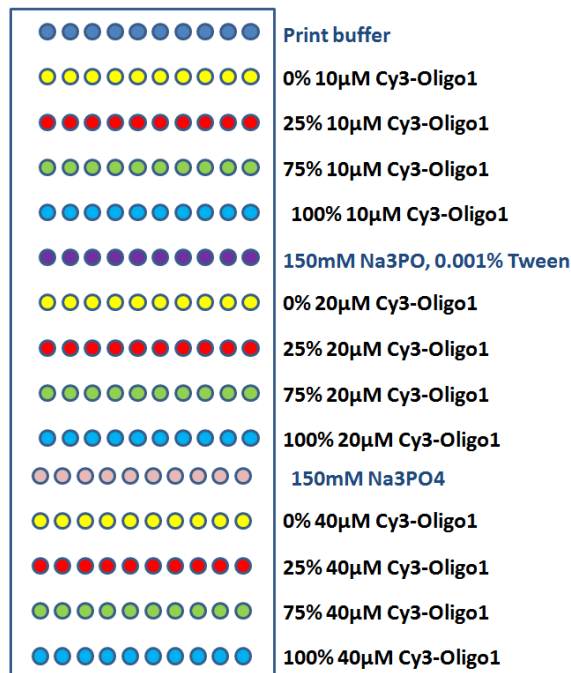 Print buffer
0% 10µM Cy3-Oligo1
25% 10µM Cy3-Oligo1
75% 10µM Cy3-Oligo1
100% 10µM Cy3-Oligo1
150mM Na3PO, 0.001% Tween
0% 20µM Cy3-Oligo1
25% 20µM Cy3-Oligo1
75% 20µM Cy3-Oligo1
100% 20µM Cy3-Oligo1
150mM Na3PO4
0% 40µM Cy3-Oligo1
25% 40µM Cy3-Oligo1
75% 40µM Cy3-Oligo1
100% 40µM Cy3-Oligo1